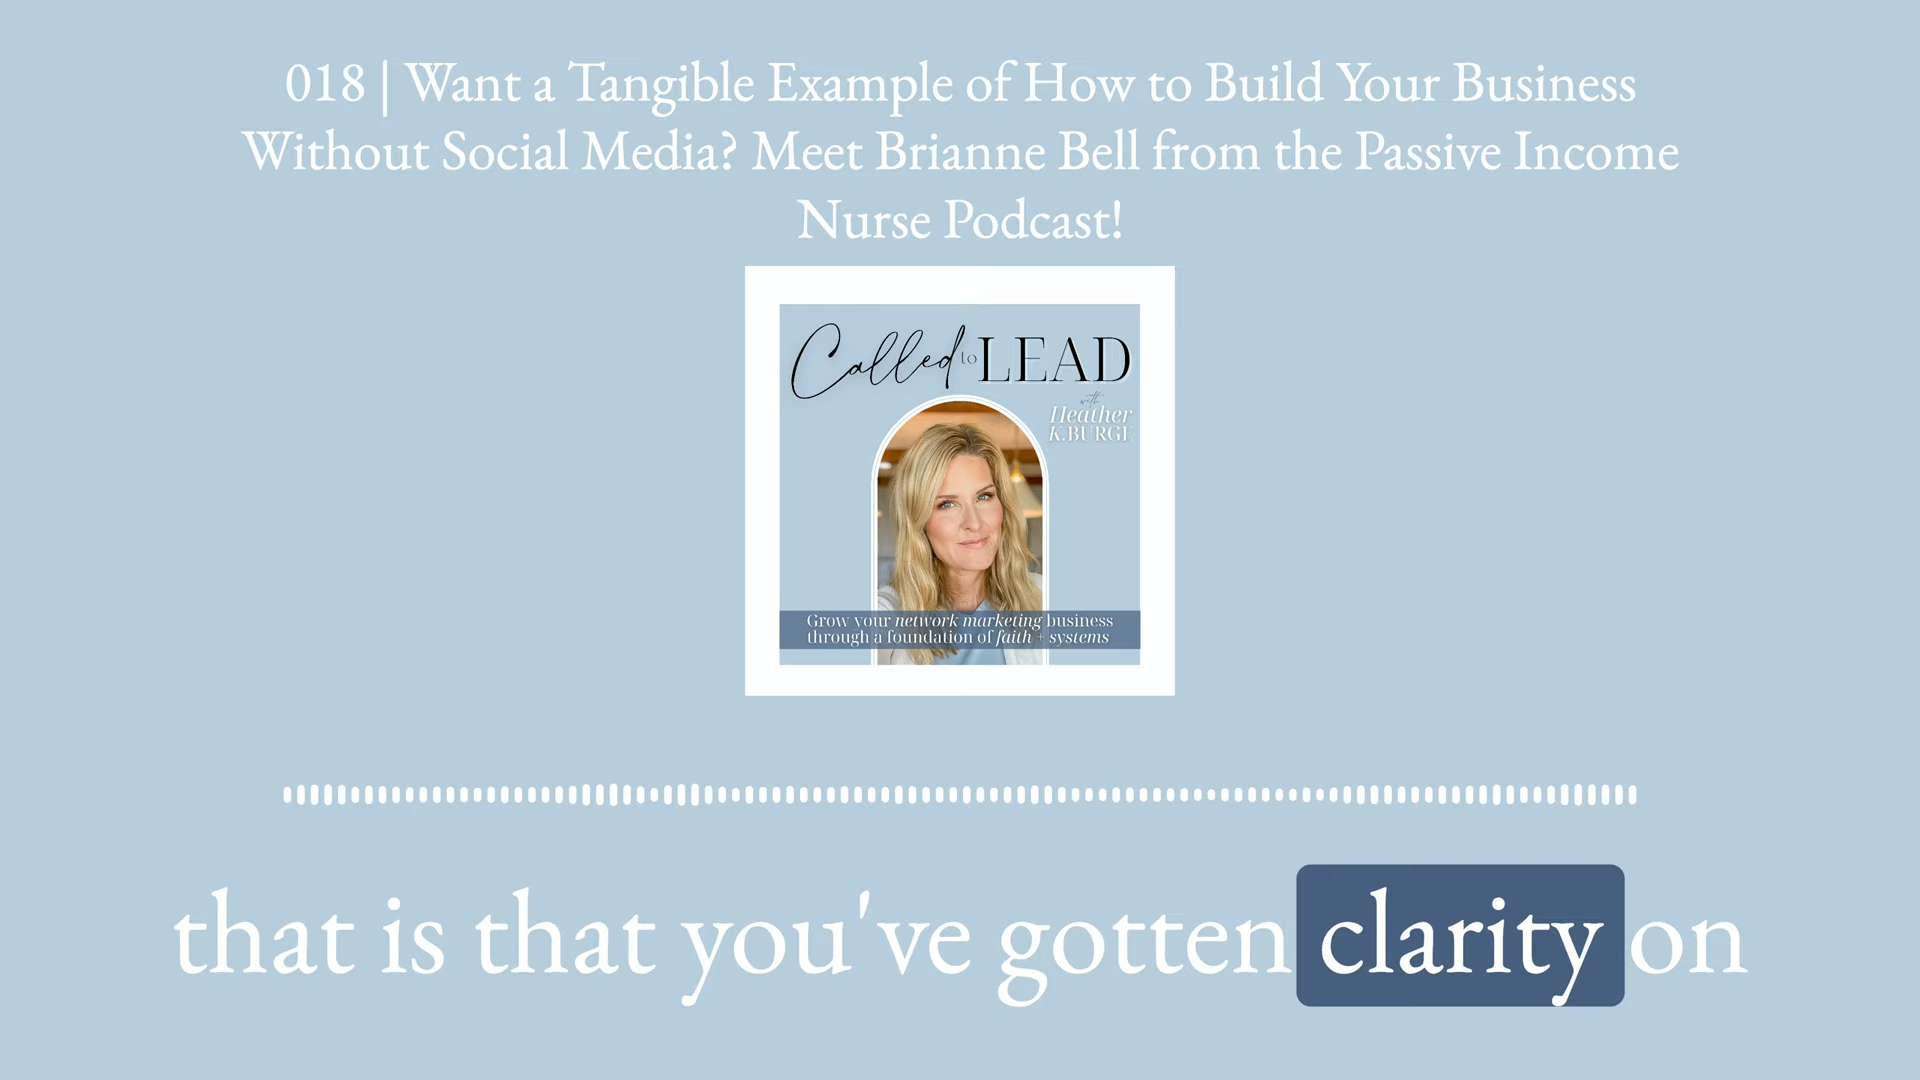 018 | Want a Tangible Example of How to Build Your Business
Without Social Media? Meet Brianne Bell from the Passive Income
Nurse Podcast!
Called to LEAD
with
Heather
K.BURGE
Grow your network marketing business
through a foundation of faith + systems
that is that you've gotten clarity on